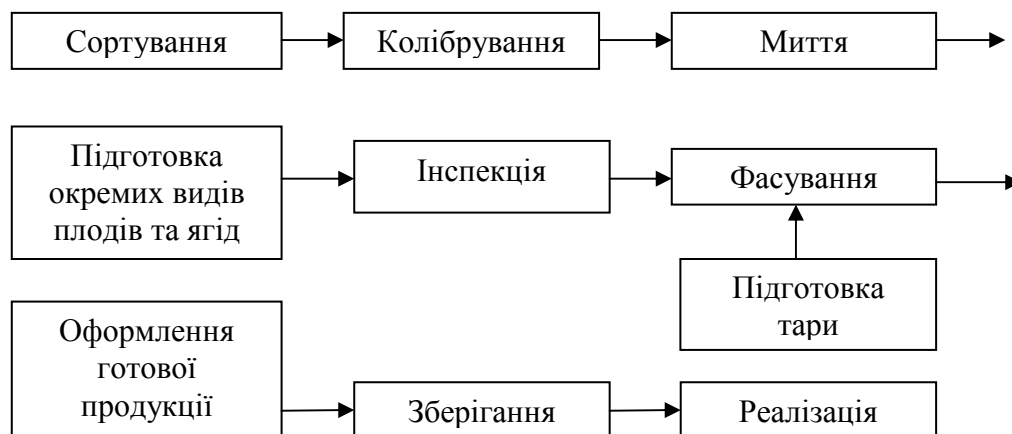 Сортування
Колібрування
Миття
Підготовка
окремих видів
плодів та ягід
Інспекція
Фасування
Підготовка
тари
Оформлення
готової
продукції
Зберігання
Реалізація